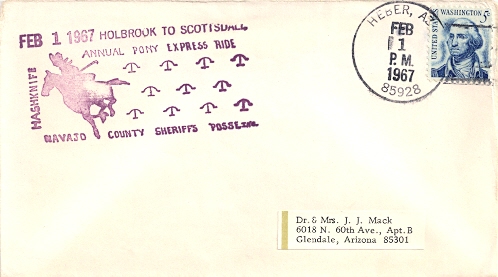 FEB 1 1967 HOLBROOK TO SCOTTSDALE
ANNUAL PONY EXPRESS RIDE
HASHKNIFE
NAVAJO COUNTY SHERIFFS POSSE, INC.
HEBER, AZ
FEB
1
P.M.
1967
85928
WASHINGTON 5c
UNITED STATES
Dr. & Mrs. J. J. Mack
6018 N. 60th Ave., Apt. B
Glendale, Arizona 85301